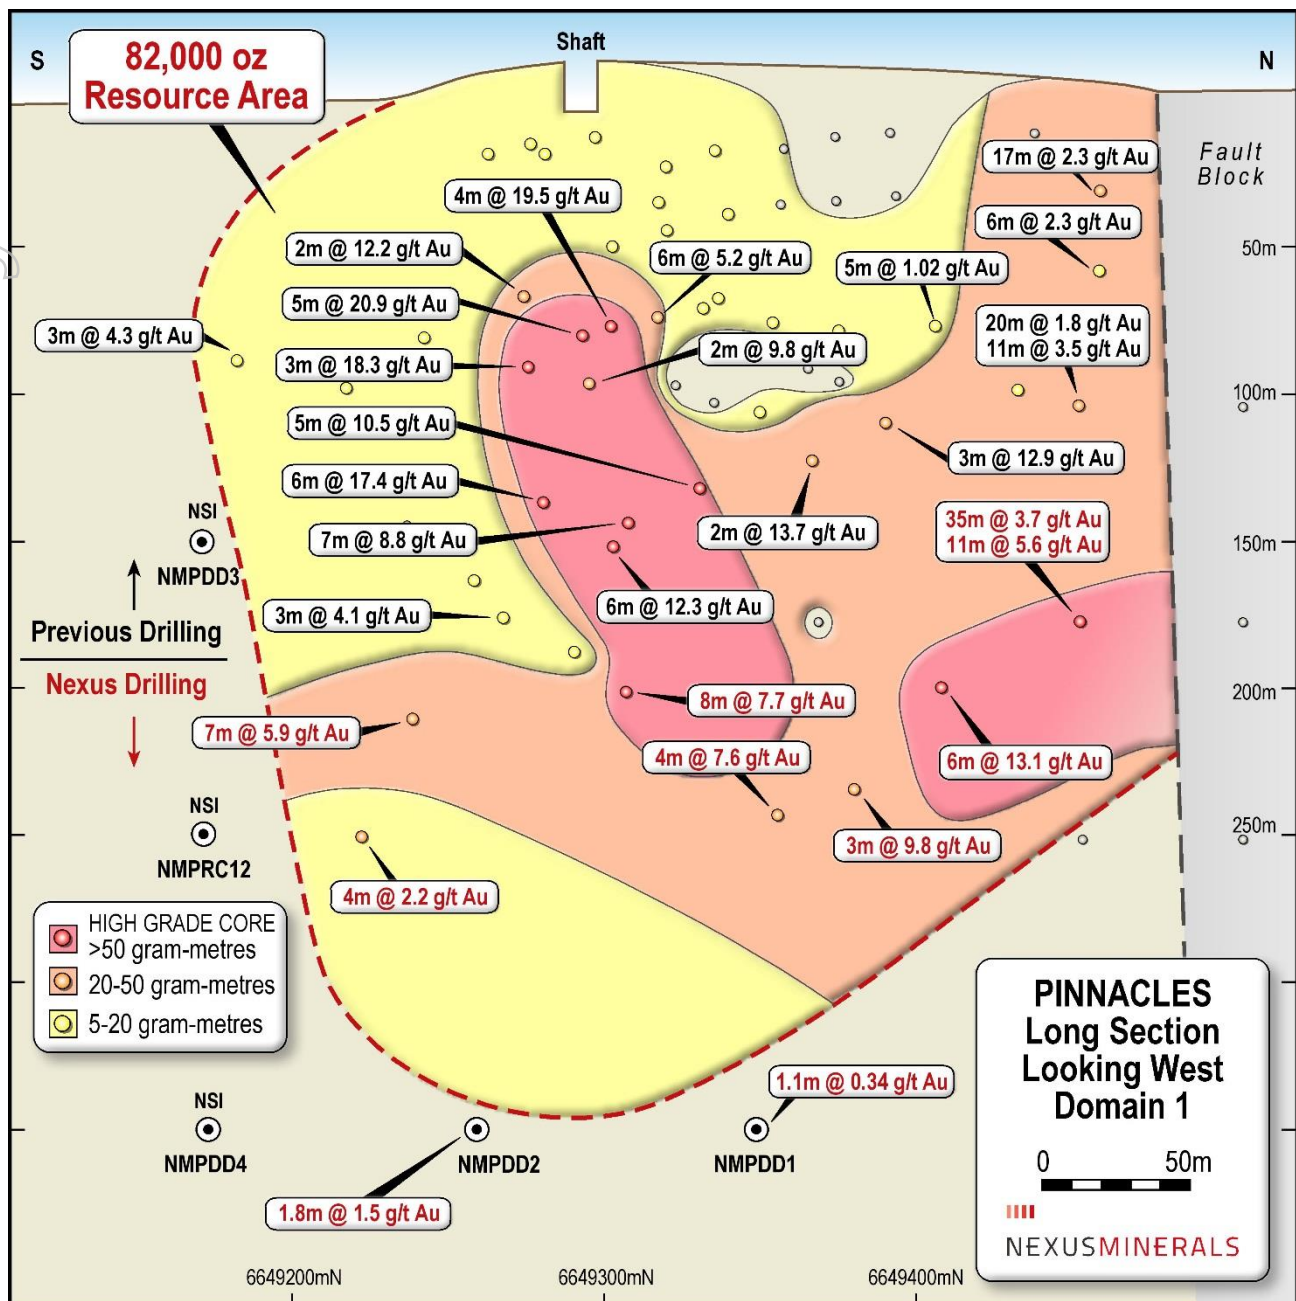 S
82,000 oz
Resource Area
Shaft
N
Fault
Block
17m @ 2.3 g/t Au
4m @ 19.5 g/t Au
6m @ 2.3 g/t Au
2m @ 12.2 g/t Au
50m
6m @ 5.2 g/t Au
5m @ 1.02 g/t Au
5m @ 20.9 g/t Au
3m @ 4.3 g/t Au
20m @ 1.8 g/t Au
11m @ 3.5 g/t Au
2m @ 9.8 g/t Au
3m @ 18.3 g/t Au
100m
5m @ 10.5 g/t Au
3m @ 12.9 g/t Au
6m @ 17.4 g/t Au
NSI
NMPDD3
7m @ 8.8 g/t Au
2m @ 13.7 g/t Au
35m @ 3.7 g/t Au
11m @ 5.6 g/t Au
150m
6m @ 12.3 g/t Au
3m @ 4.1 g/t Au
Previous Drilling
Nexus Drilling
200m
8m @ 7.7 g/t Au
7m @ 5.9 g/t Au
4m @ 7.6 g/t Au
6m @ 13.1 g/t Au
NSI
NMPRC12
250m
3m @ 9.8 g/t Au
4m @ 2.2 g/t Au
HIGH GRADE CORE
>50 gram-metres
20-50 gram-metres
5-20 gram-metres
PINNACLES
Long Section
Looking West
Domain 1
0 50m
NEXUSMINERALS
1.1m @ 0.34 g/t Au
NSI
NMPDD4
NMPDD2
NMPDD1
1.8m @ 1.5 g/t Au
6649200mN
6649300mN
6649400mN